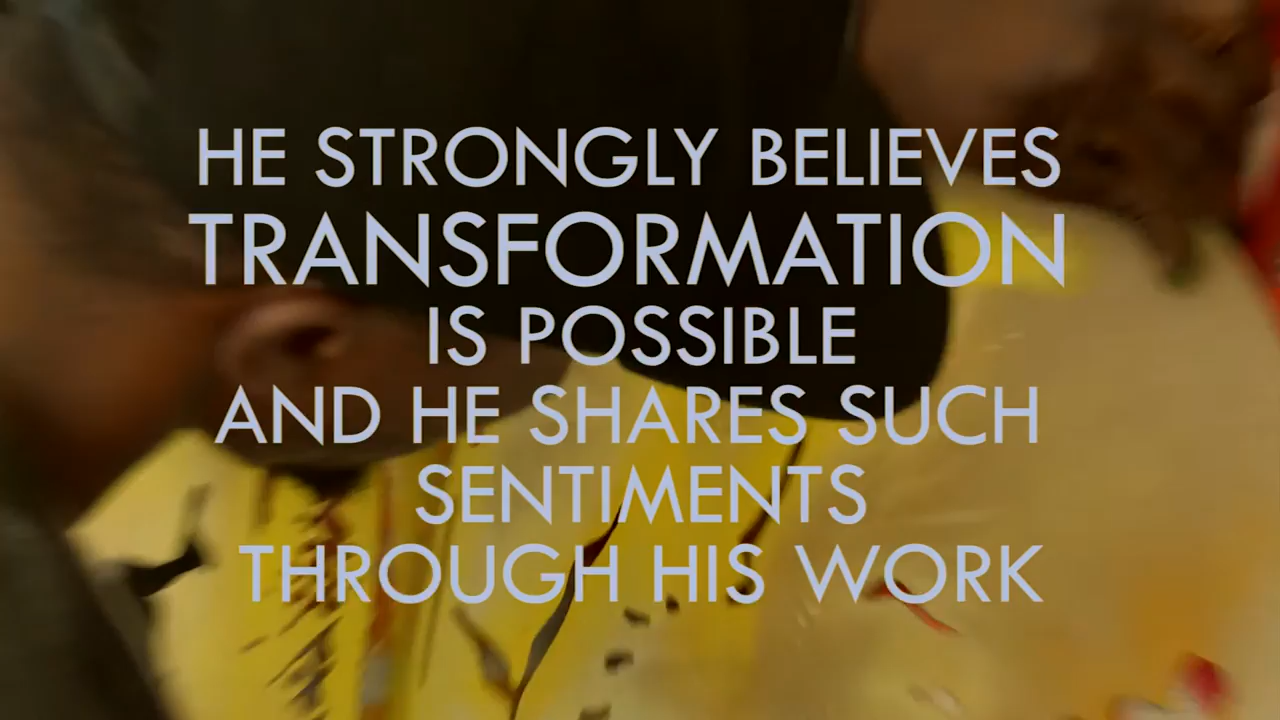 HE STRONGLY BELIEVES
TRANSFORMATION
IS POSSIBLE
AND HE SHARES SUCH
SENTIMENTS
THROUGH HIS WORK